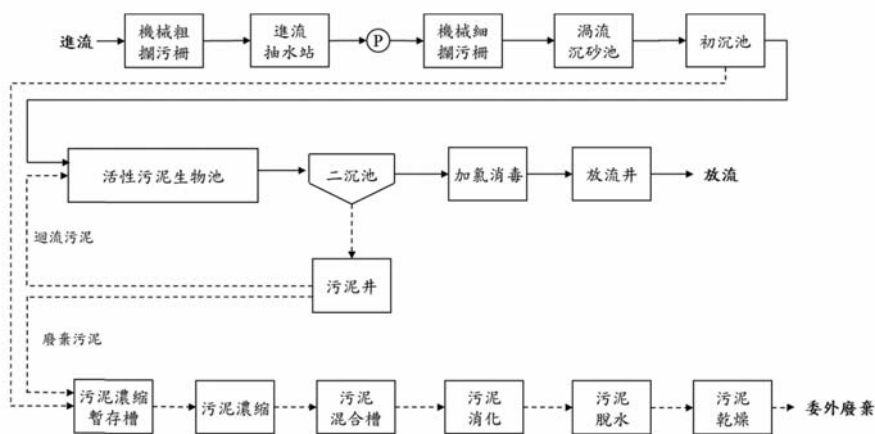 進流
機械粗
攔污柵
進流
抽水站
P
機械細
攔污柵
渦流
沉砂池
初沉池
活性污泥生物池
二沉池
加氯消毒
放流井
放流
迴流污泥
污泥井
廢棄污泥
污泥濃縮
暫存槽
污泥濃縮
污泥
混合槽
污泥
消化
污泥
脫水
污泥
乾燥
委外廢棄